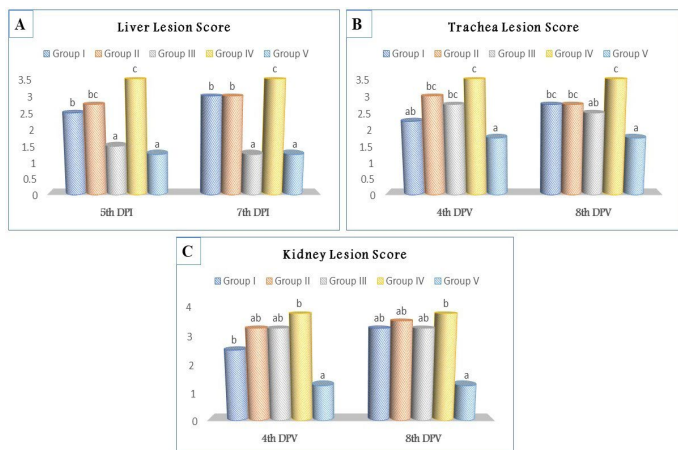 A
Liver Lesion Score
Group I Group II Group III Group IV Group V
3.5
3
2.5
2
1.5
1
0.5
0
b bc a c a
b b a c a
5th DPI 7th DPI
B
Trachea Lesion Score
Group I Group II Group III Group IV Group V
3.5
3
2.5
2
1.5
1
0.5
0
ab bc bc c a
bc bc ab c a
4th DPV 8th DPV
C
Kidney Lesion Score
Group I Group II Group III Group IV Group V
4
3
2
1
0
b ab ab b a
ab ab ab b a
4th DPV 8th DPV